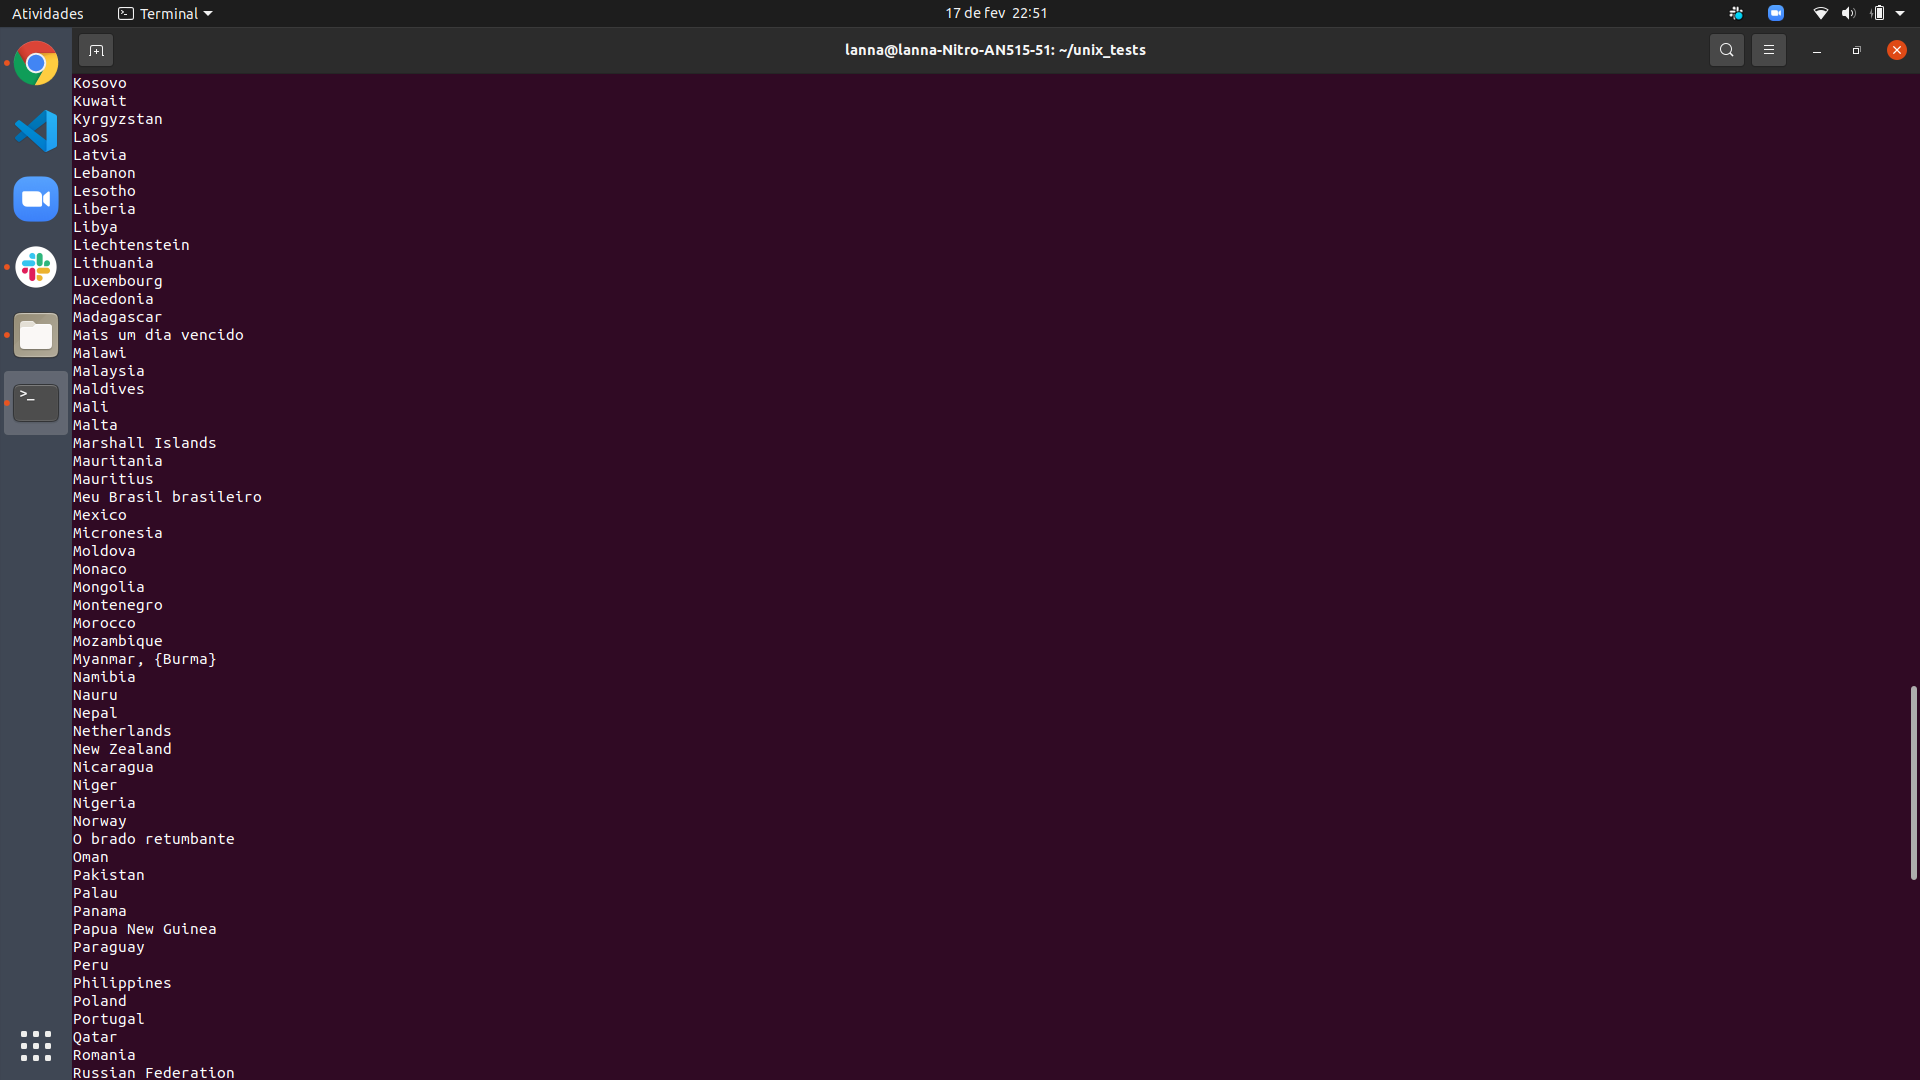 Atividades Terminal 17 de fev 22:51
lanna@lanna-Nitro-AN515-51: ~/unix_tests
Kosovo
Kuwait
Kyrgyzstan
Laos
Latvia
Lebanon
Lesotho
Liberia
Libya
Liechtenstein
Lithuania
Luxembourg
Macedonia
Madagascar
Mais um dia vencido
Malawi
Malaysia
Maldives
Mali
Malta
Marshall Islands
Mauritania
Mauritius
Meu Brasil brasileiro
Mexico
Micronesia
Moldova
Monaco
Mongolia
Montenegro
Morocco
Mozambique
Myanmar, {Burma}
Namibia
Nauru
Nepal
Netherlands
New Zealand
Nicaragua
Niger
Nigeria
Norway
O brado retumbante
Oman
Pakistan
Palau
Panama
Papua New Guinea
Paraguay
Peru
Philippines
Poland
Portugal
Qatar
Romania
Russian Federation